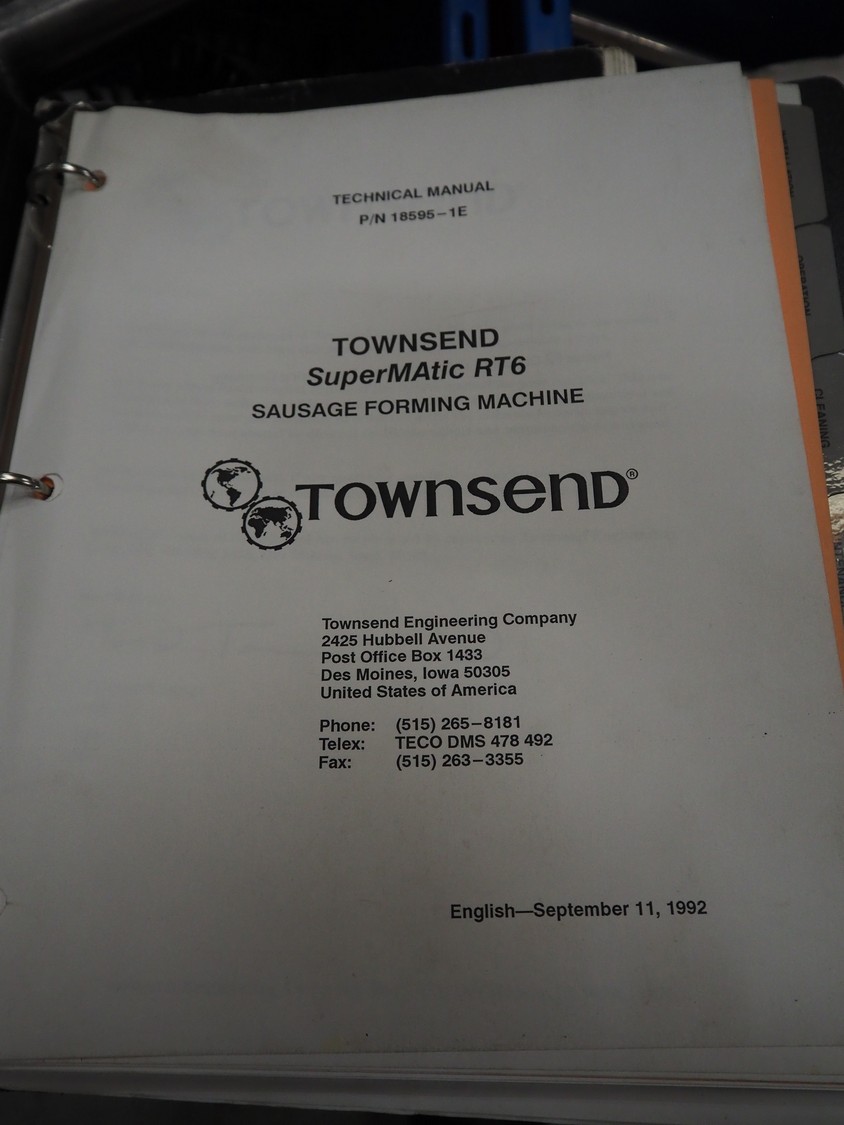 TECHNICAL MANUAL
P/N 18595–1E
TOWNSEND
SuperMAtic RT6
SAUSAGE FORMING MACHINE
TOWNSEND®
Townsend Engineering Company
2425 Hubbell Avenue
Post Office Box 1433
Des Moines, Iowa 50305
United States of America
Phone: (515) 265–8181
Telex: TECO DMS 478 492
Fax: (515) 263–3355
English—September 11, 1992
OPERATION
CLEANING